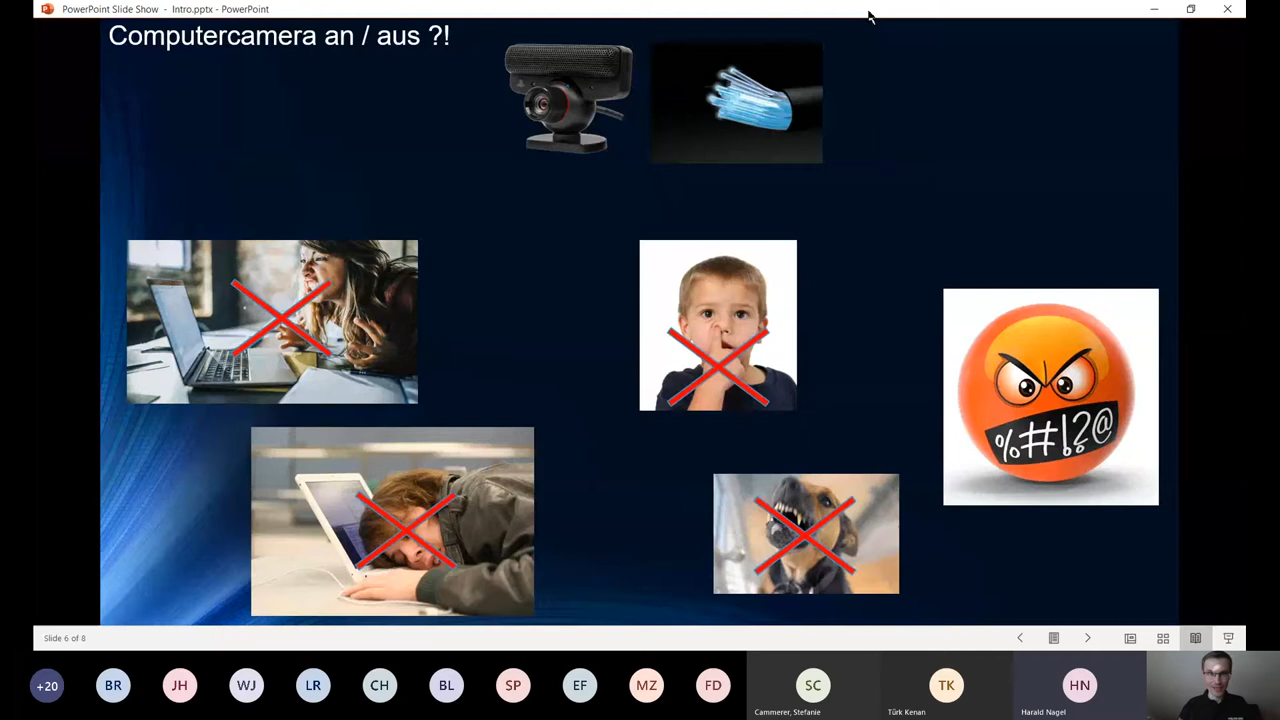 PowerPoint Slide Show - Intro.pptx - PowerPoint
Computercamera an / aus ?!
%#!?@
Slide 6 of 8
+20
BR
JH
WJ
LR
CH
BL
SP
EF
MZ
FD
SC
Cammerer, Stefanie
TK
Türk Kenan
HN
Harald Nagel